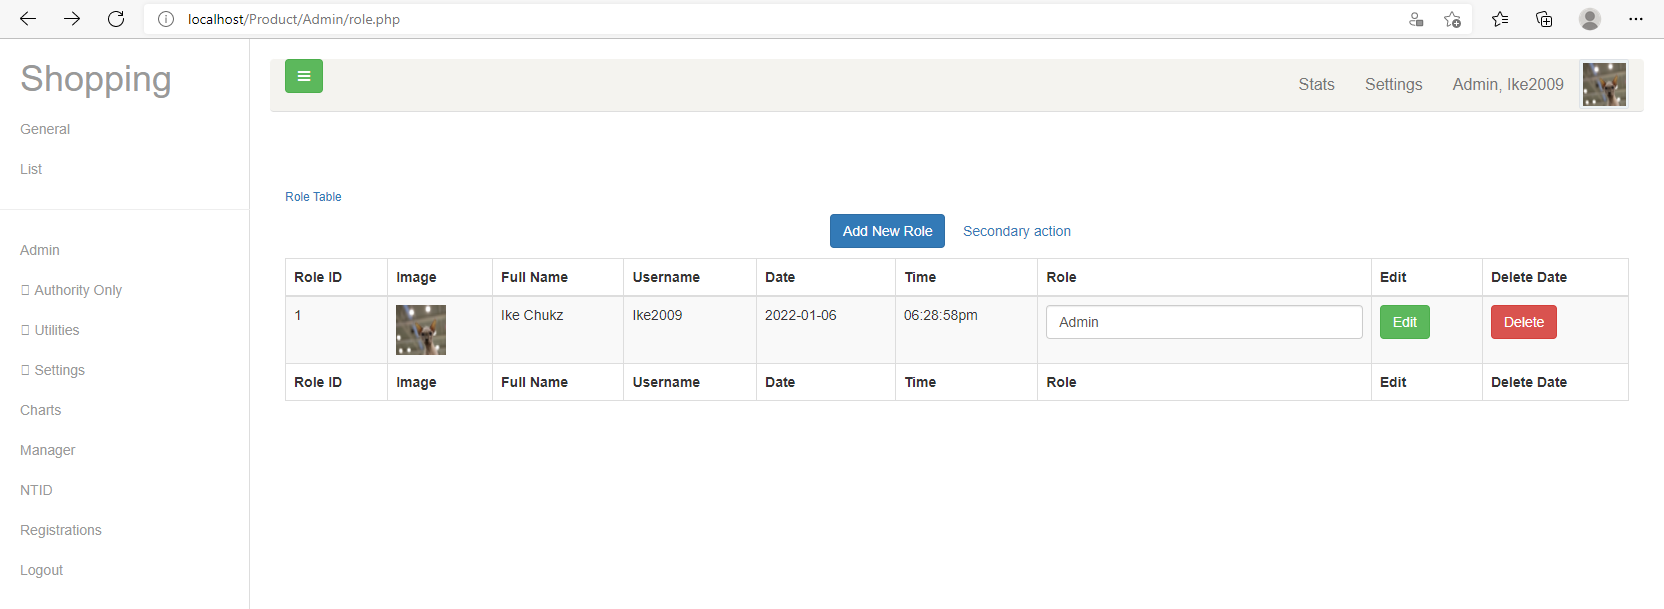 localhost/Product/Admin/role.php
Shopping
General
List
Admin
Authority Only
Utilities
Settings
Charts
Manager
NTID
Registrations
Logout
Stats Settings Admin, Ike2009
Role Table
Add New Role Secondary action
Role ID Image Full Name Username Date Time Role Edit Delete Date
1 Ike Chukz Ike2009 2022-01-06 06:28:58pm Admin Edit Delete
Role ID Image Full Name Username Date Time Role Edit Delete Date